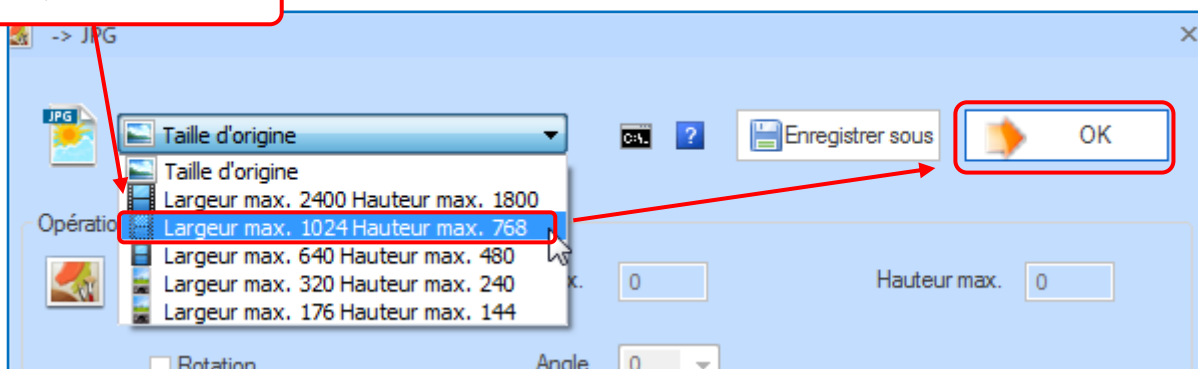 -> JPG
JPG
Taille d'origine
C:\.
?
Enregistrer sous
OK
Taille d'origine
Largeur max. 2400 Hauteur max. 1800
Largeur max. 1024 Hauteur max. 768
Largeur max. 640 Hauteur max. 480
Largeur max. 320 Hauteur max. 240
Largeur max. 176 Hauteur max. 144
Opératio
x.
0
Hauteur max.
0
Rotation
Angle
0